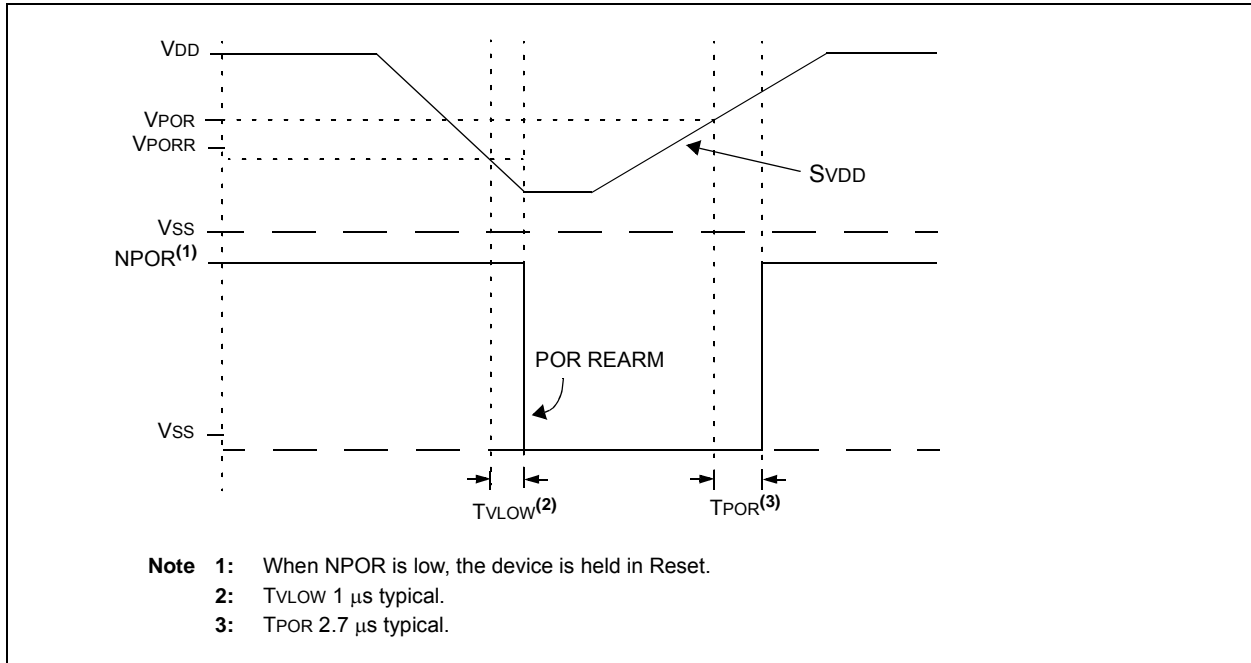 VDD
VPOR
VPORR
SVDD
VSS
NPOR(1)
POR REARM
VSS
TVLOW(2)
TPOR(3)
Note 1: When NPOR is low, the device is held in Reset.
2: TVLOW 1 μs typical.
3: TPOR 2.7 μs typical.